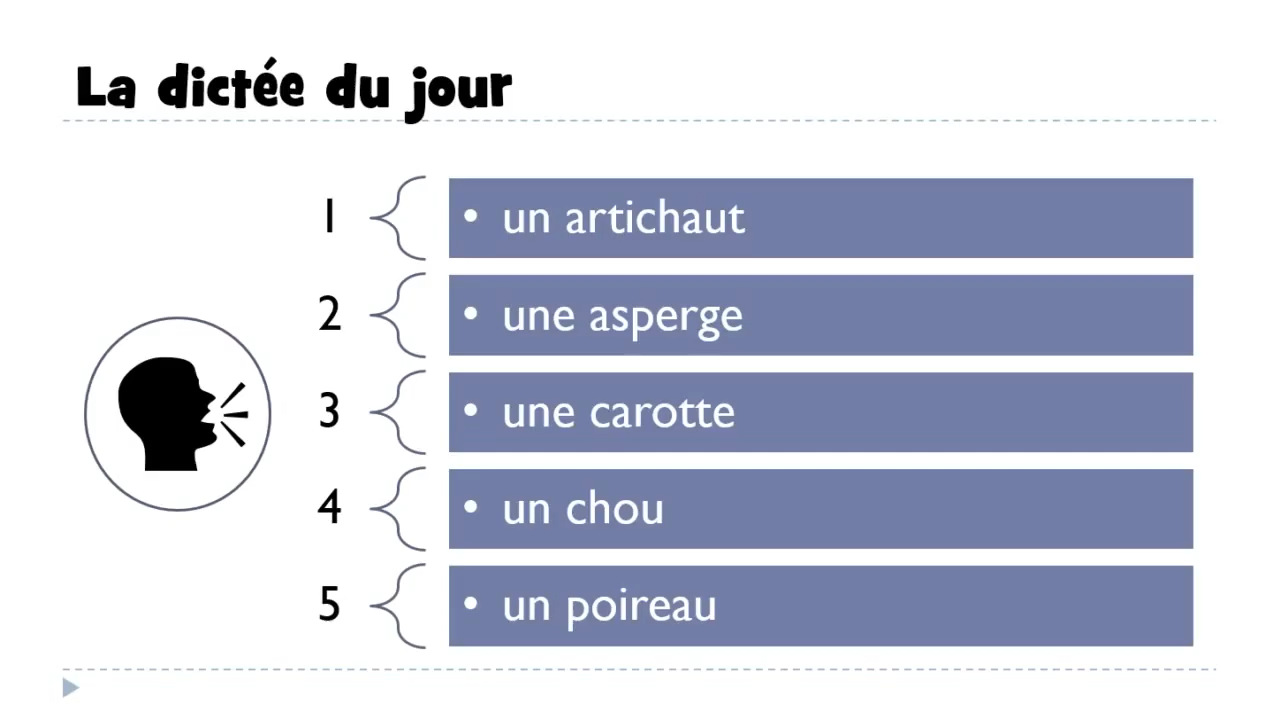 La dictée du jour
1 • un artichaut
2 • une asperge
3 • une carotte
4 • un chou
5 • un poireau